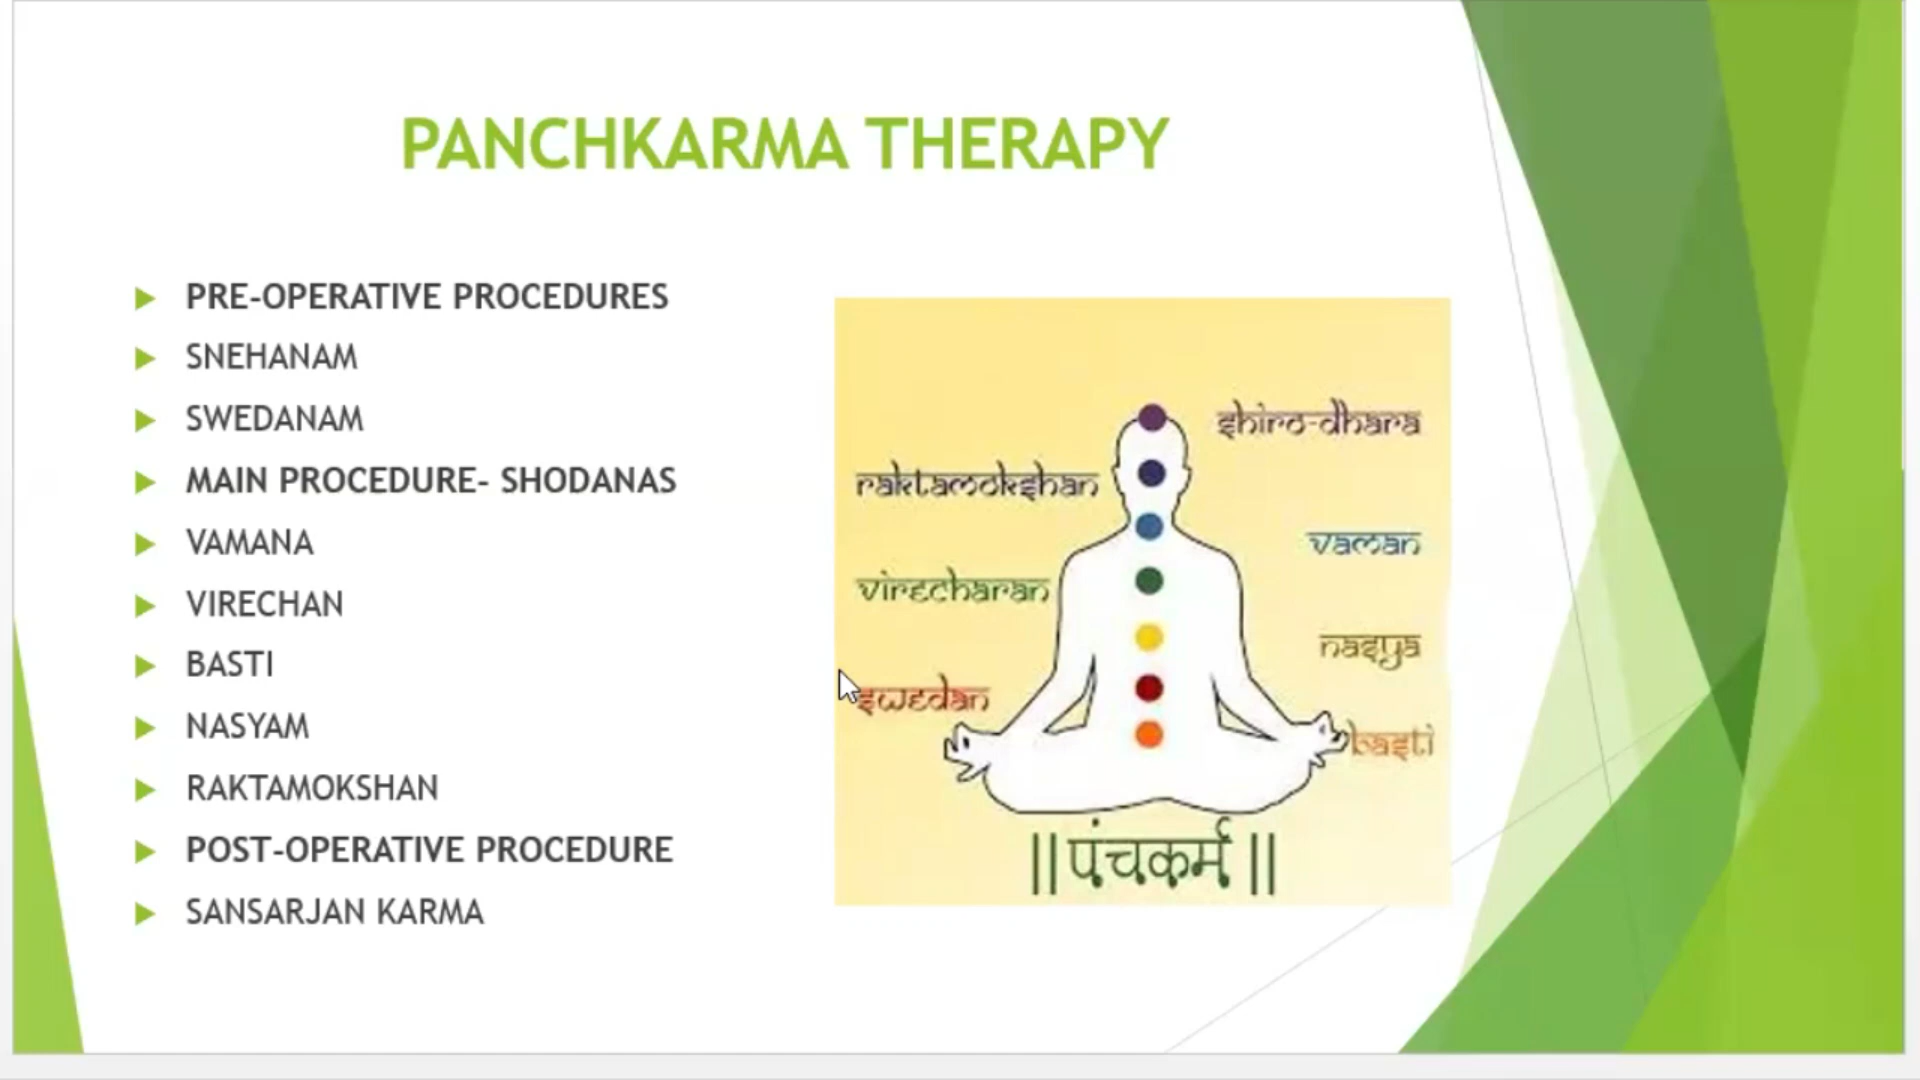 PANCHKARMA THERAPY
PRE-OPERATIVE PROCEDURES
SNEHANAM
SWEDANAM
MAIN PROCEDURE- SHODANAS
VAMANA
VIRECHAN
BASTI
NASYAM
RAKTAMOKSHAN
POST-OPERATIVE PROCEDURE
SANSARJAN KARMA
shiro-dhara
raktamokshan
vaman
virecharan
nasya
swedan
basti
||पंचकर्म||